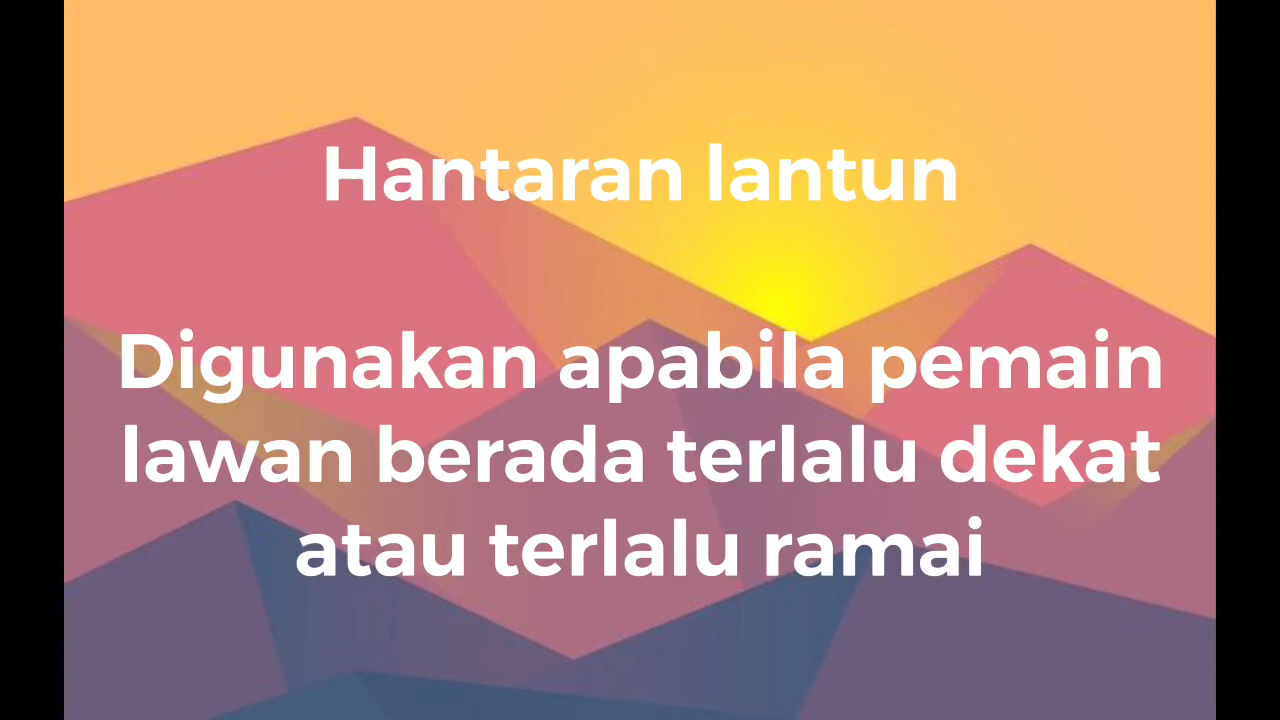 Hantaran lantun
Digunakan apabila pemain
lawan berada terlalu dekat
atau terlalu ramai